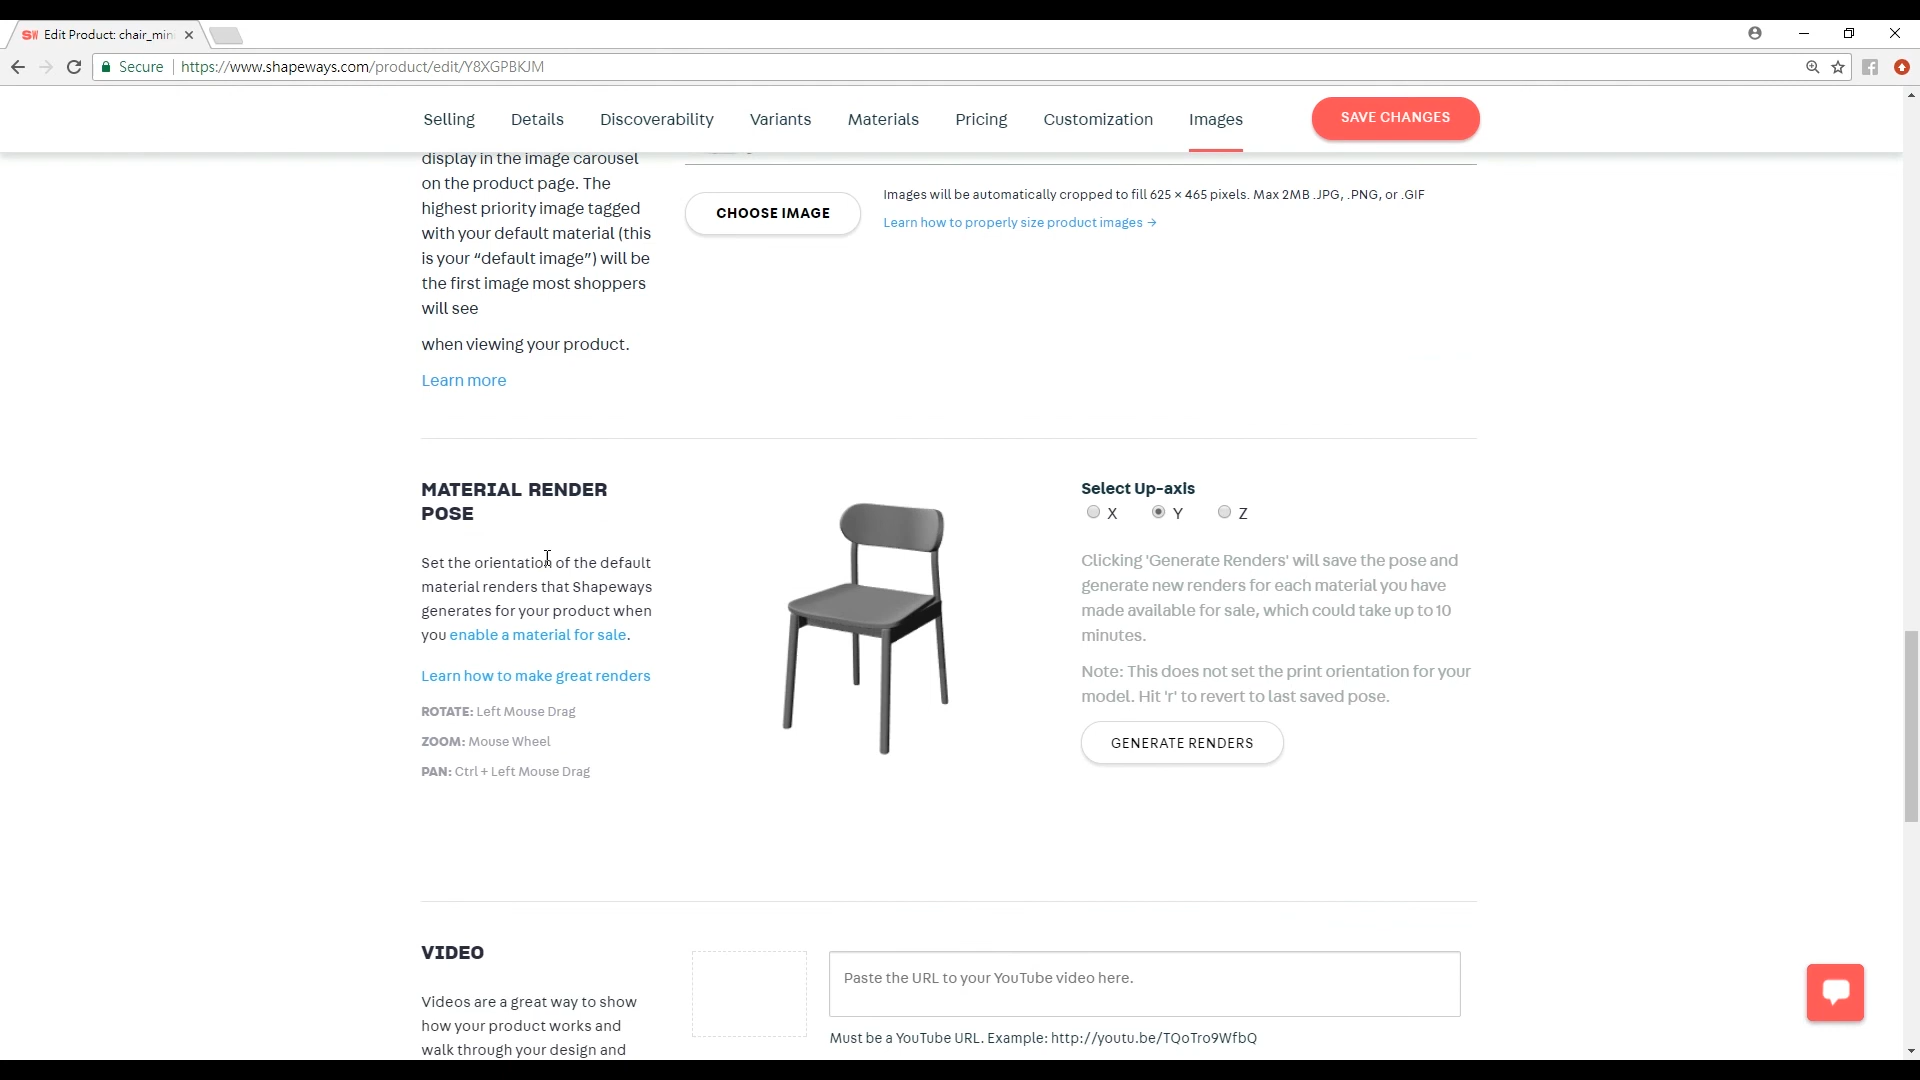 SW Edit Product: chair_min
Secure https://www.shapeways.com/product/edit/Y8XGPBKJM
Selling Details Discoverability Variants Materials Pricing Customization Images SAVE CHANGES
display in the image carousel
on the product page. The
highest priority image tagged
with your default material (this
is your “default image”) will be
the first image most shoppers
will see
when viewing your product.
Learn more
CHOOSE IMAGE
Images will be automatically cropped to fill 625 × 465 pixels. Max 2MB .JPG, .PNG, or .GIF
Learn how to properly size product images →
MATERIAL RENDER
POSE
Set the orientation of the default
material renders that Shapeways
generates for your product when
you enable a material for sale.
Learn how to make great renders
ROTATE: Left Mouse Drag
ZOOM: Mouse Wheel
PAN: Ctrl + Left Mouse Drag
Select Up-axis
X Y Z
Clicking 'Generate Renders' will save the pose and
generate new renders for each material you have
made available for sale, which could take up to 10
minutes.
Note: This does not set the print orientation for your
model. Hit 'r' to revert to last saved pose.
GENERATE RENDERS
VIDEO
Videos are a great way to show
how your product works and
walk through your design and
Paste the URL to your YouTube video here.
Must be a YouTube URL. Example: http://youtu.be/TQoTro9WfbQ